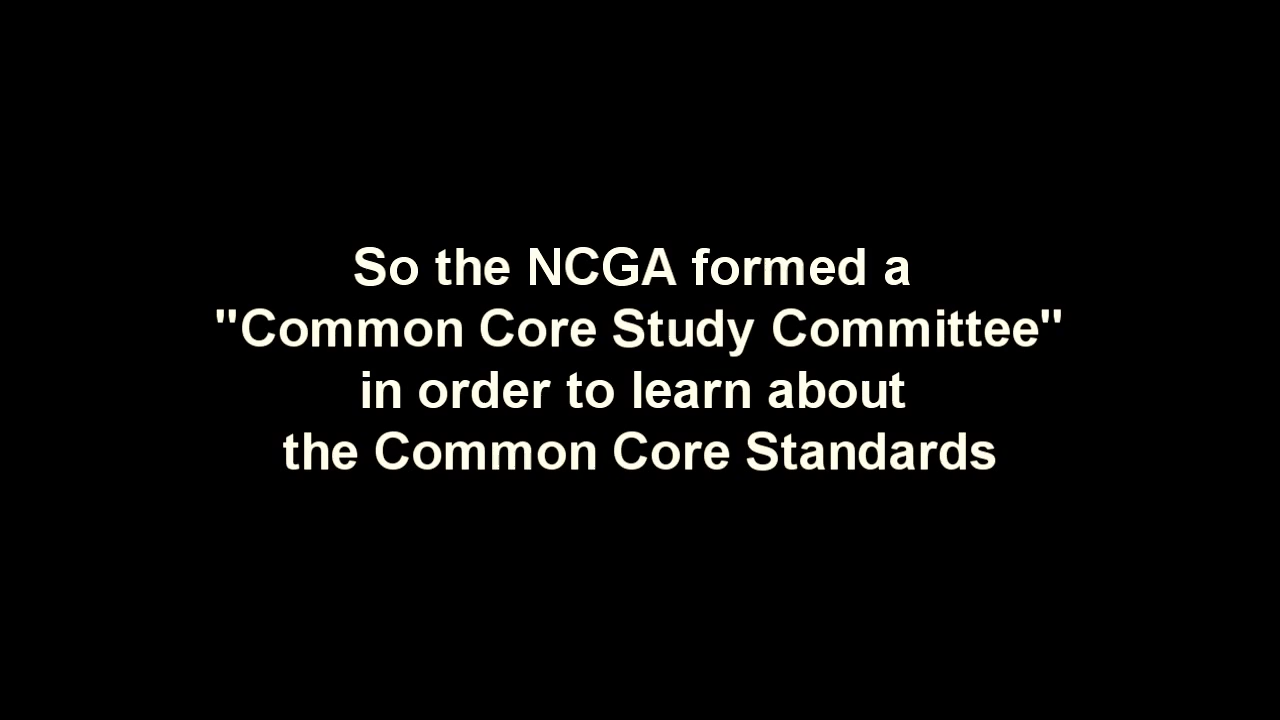 So the NCGA formed a
"Common Core Study Committee"
in order to learn about
the Common Core Standards